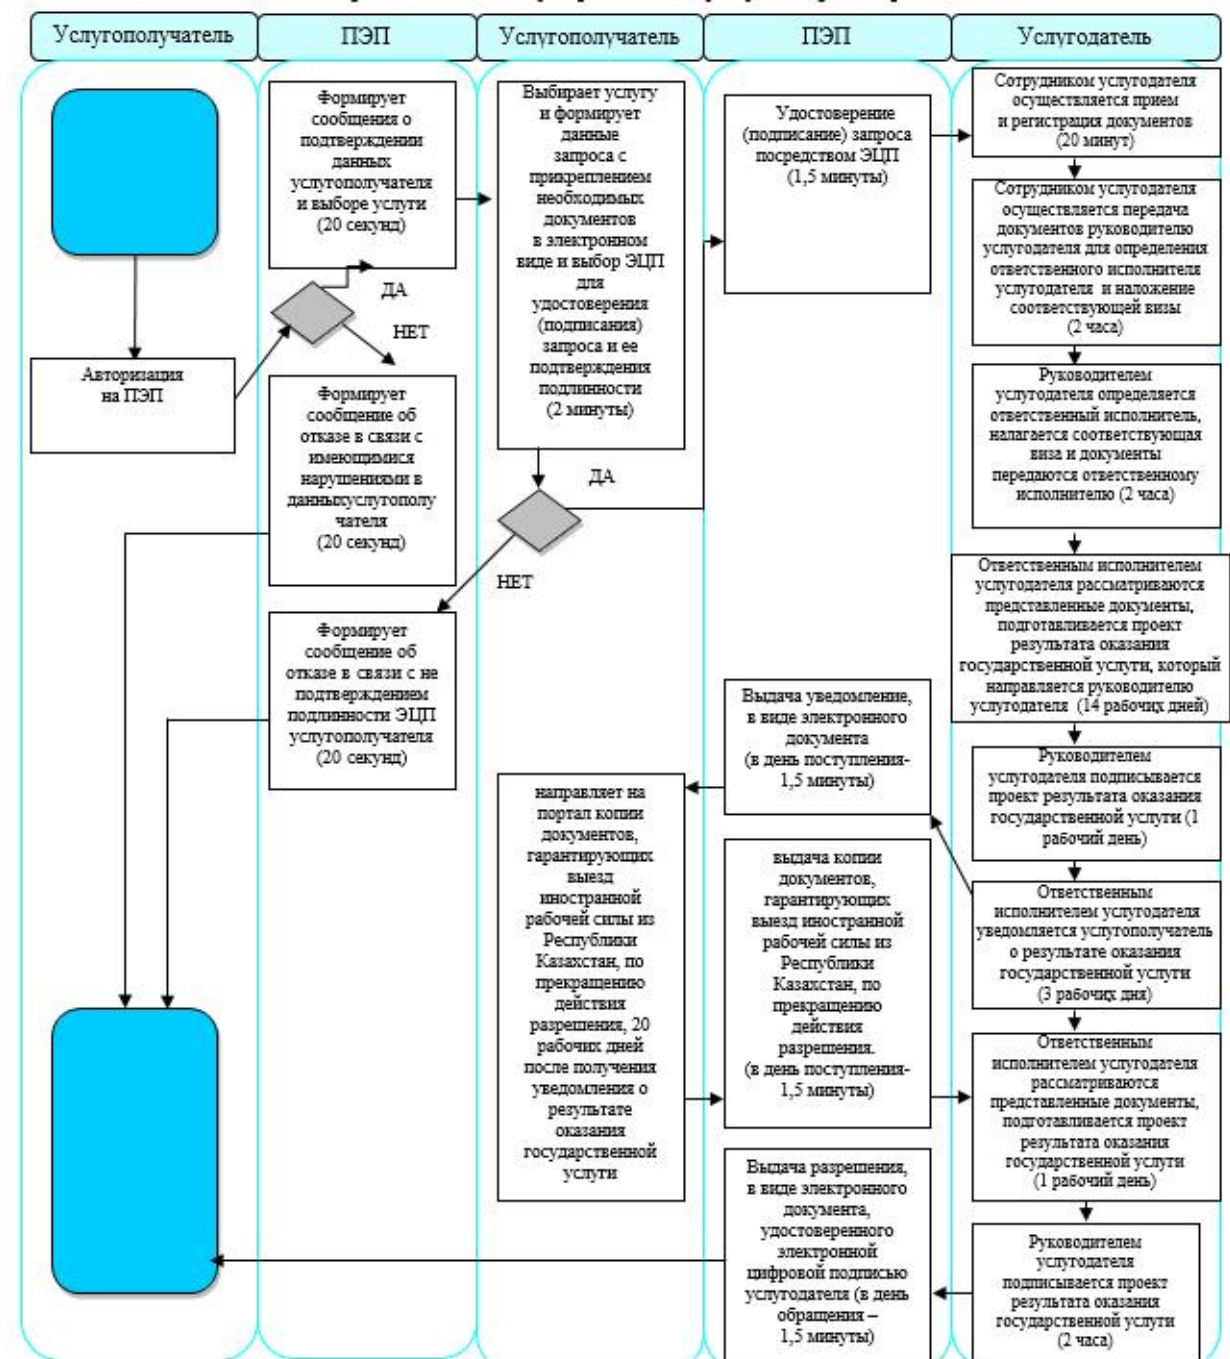 Услугополучатель
ПЭП
Услугополучатель
ПЭП
Услугодатель
Авторизация
на ПЭП
Формирует
сообщения о
подтверждении
данных
услугополучателя
и выборе услуги
(20 секунд)
ДА
НЕТ
Формирует
сообщение об
отказе в связи с
имеющимися
нарушениями в
данныхуслугополу
чателя
(20 секунд)
Формирует
сообщение об
отказе в связи с не
подтверждением
подлинности ЭЦП
услугополучателя
(20 секунд)
Выбирает услугу
и формирует
данные
запроса с
прикреплением
необходимых
документов
в электронном
виде и выбор ЭЦП
для
удостоверения
(подписания)
запроса и ее
подтверждения
подлинности
(2 минуты)
ДА
НЕТ
направляет на
портал копии
документов,
гарантирующих
выезд
иностранной
рабочей силы из
Республики
Казахстан, по
прекращению
действия
разрешения, 20
рабочих дней
после получения
уведомления о
результате
оказания
государственной
услуги
Удостоверение
(подписание) запроса
посредством ЭЦП
(1,5 минуты)
Выдача уведомление,
в виде электронного
документа
(в день поступления-
1,5 минуты)
выдача копии
документов,
гарантирующих
выезд иностранной
рабочей силы из
Республики
Казахстан, по
прекращению
действия
разрешения.
(в день поступления-
1,5 минуты)
Выдача разрешения,
в виде электронного
документа,
удостоверенного
электронной
цифровой подписью
услугодателя (в день
обращения –
1,5 минуты)
Сотрудником услугодателя
осуществляется прием
и регистрация документов
(20 минут)
Сотрудником услугодателя
осуществляется передача
документов руководителю
услугодателя для определения
ответственного исполнителя
услугодателя и наложение
соответствующей визы
(2 часа)
Руководителем
услугодателя определяется
ответственный исполнитель,
налагается соответствующая
виза и документы
передаются ответственному
исполнителю (2 часа)
Ответственным исполнителем
услугодателя рассматриваются
представленные документы,
подготавливается проект
результата оказания
государственной услуги, который
направляется руководителю
услугодателя (14 рабочих дней)
Руководителем
услугодателя подписывается
проект результата оказания
государственной услуги (1
рабочий день)
Ответственным
исполнителем услугодателя
уведомляется услугополучатель
о результате оказания
государственной услуги
(3 рабочих дня)
Ответственным
исполнителем услугодателя
рассматриваются
представленные документы,
подготавливается проект
результата оказания
государственной услуги
(1 рабочий день)
Руководителем
услугодателя
подписывается проект
результата оказания
государственной услуги
(2 часа)